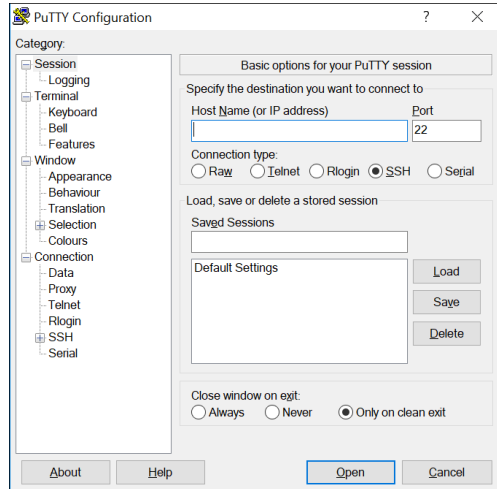 PuTTY Configuration
?
Category:
Session
Logging
Terminal
Keyboard
Bell
Features
Window
Appearance
Behaviour
Translation
Selection
Colours
Connection
Data
Proxy
Telnet
Rlogin
SSH
Serial
Basic options for your PuTTY session
Specify the destination you want to connect to
Host Name (or IP address) Port
22
Connection type:
Raw Telnet Rlogin SSH Serial
Load, save or delete a stored session
Saved Sessions
Default Settings
Load
Save
Delete
Close window on exit:
Always Never Only on clean exit
About Help Open Cancel